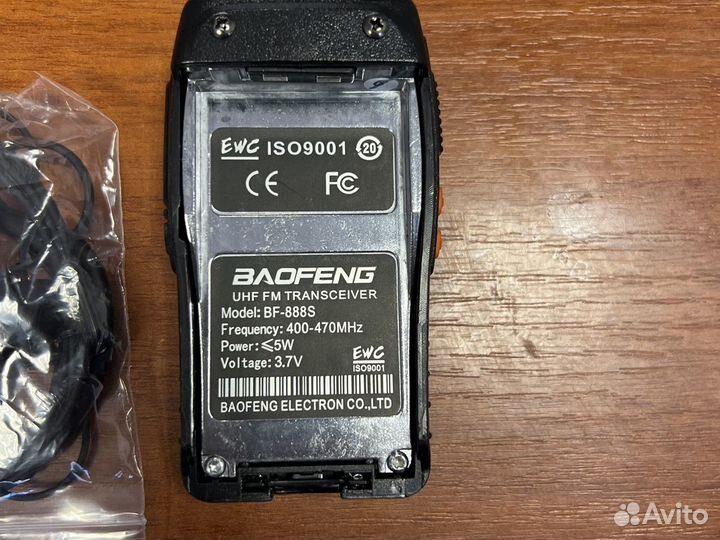 EWC ISO9001 20
CE FC
BAOFENG
UHF FM TRANSCEIVER
Model: BF-888S
Frequency: 400-470MHz
Power: ≤5W
Voltage: 3.7V
EWC
ISO9001
BAOFENG ELECTRON CO.,LTD
Avito